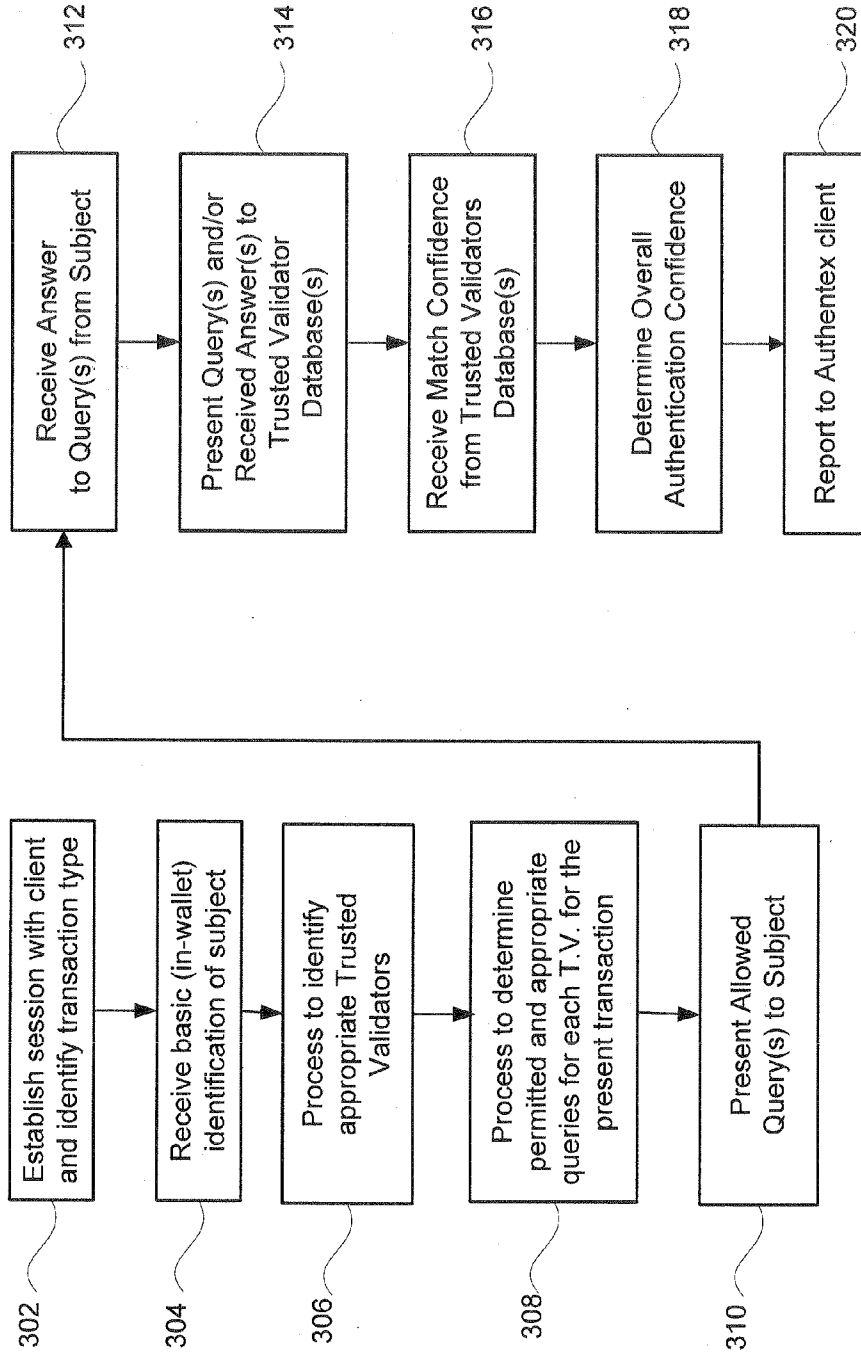 302
Establish session with client
and identify transaction type
304
Receive basic (in-wallet)
identification of subject
306
Process to identify
appropriate Trusted
Validators
308
Process to determine
permitted and appropriate
queries for each T.V. for the
present transaction
310
Present Allowed
Query(s) to Subject
312
Receive Answer
to Query(s) from Subject
314
Present Query(s) and/or
Received Answer(s) to
Trusted Validator
Database(s)
316
Receive Match Confidence
from Trusted Validators
Database(s)
318
Determine Overall
Authentication Confidence
320
Report to Authentex client